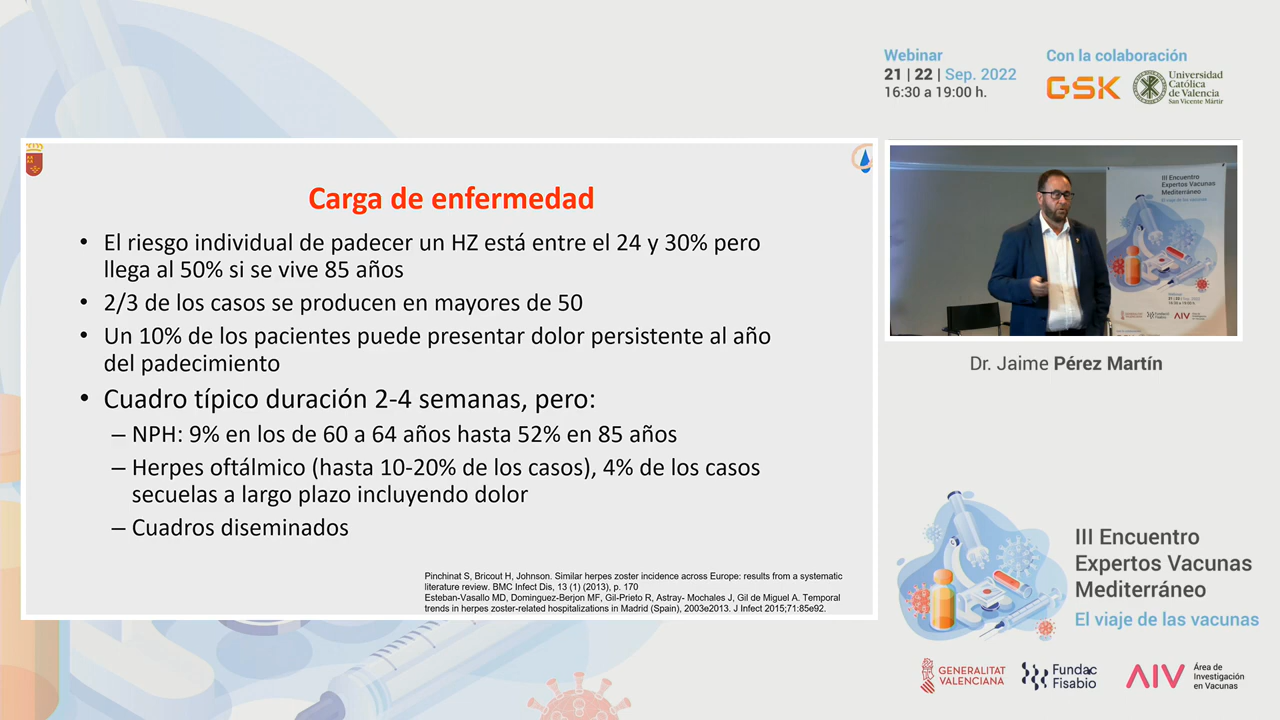 Webinar
21 | 22 | Sep. 2022
16:30 a 19:00 h.
Con la colaboración
GSK
Universidad
Católica
de Valencia
San Vicente Mártir
Carga de enfermedad
• El riesgo individual de padecer un HZ está entre el 24 y 30% pero
llega al 50% si se vive 85 años
• 2/3 de los casos se producen en mayores de 50
• Un 10% de los pacientes puede presentar dolor persistente al año
del padecimiento
• Cuadro típico duración 2-4 semanas, pero:
– NPH: 9% en los de 60 a 64 años hasta 52% en 85 años
– Herpes oftálmico (hasta 10-20% de los casos), 4% de los casos
secuelas a largo plazo incluyendo dolor
– Cuadros diseminados
Pinchinat S, Bricout H, Johnson. Similar herpes zoster incidence across Europe: results from a systematic
literature review. BMC Infect Dis, 13 (1) (2013), p. 170
Esteban-Vasallo MD, Dominguez-Berjon MF, Gil-Prieto R, Astray- Mochales J, Gil de Miguel A. Temporal
trends in herpes zoster-related hospitalizations in Madrid (Spain), 2003e2013. J Infect 2015;71:85e92.
III Encuentro
Expertos Vacunas
Mediterráneo
El viaje de las vacunas
Dr. Jaime Pérez Martín
III Encuentro
Expertos Vacunas
Mediterráneo
El viaje de las vacunas
GENERALITAT
VALENCIANA
Fundac
Fisabio
AIV
Área de
Investigación
en Vacunas